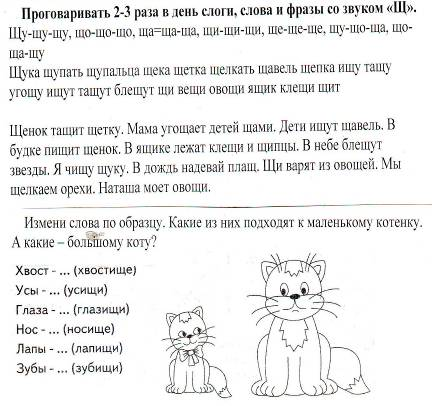 Проговаривать 2-3 раза в день слоги, слова и фразы со звуком «Щ».
Щу-щу-щу, що-що-що, ща=ща-ща, щи-щи-щи, ще-ще-ще, щу-що-ща, що-
ща-щу
Щука щупать щупальца щека щетка щелкать щавель щепка ищу тащу
угощу ищут тащут блещут щи вещи овощи ящик клещи щит
Щенок тащит щетку. Мама угощает детей щами. Дети ищут щавель. В
будке пищит щенок. В ящике лежат клещи и щипцы. В небе блещут
звезды. Я чищу щуку. В дождь надевай плащ. Щи варят из овощей. Мы
щелкаем орехи. Наташа моет овощи.
Измени слова по образцу. Какие из них подходят к маленькому котенку.
А какие – большому коту?
Хвост - ... (хвостище)
Усы - ... (усищи)
Глаза - ... (глазищи)
Нос - ... (носище)
Лапы - ... (лапищи)
Зубы - ... (зубищи)